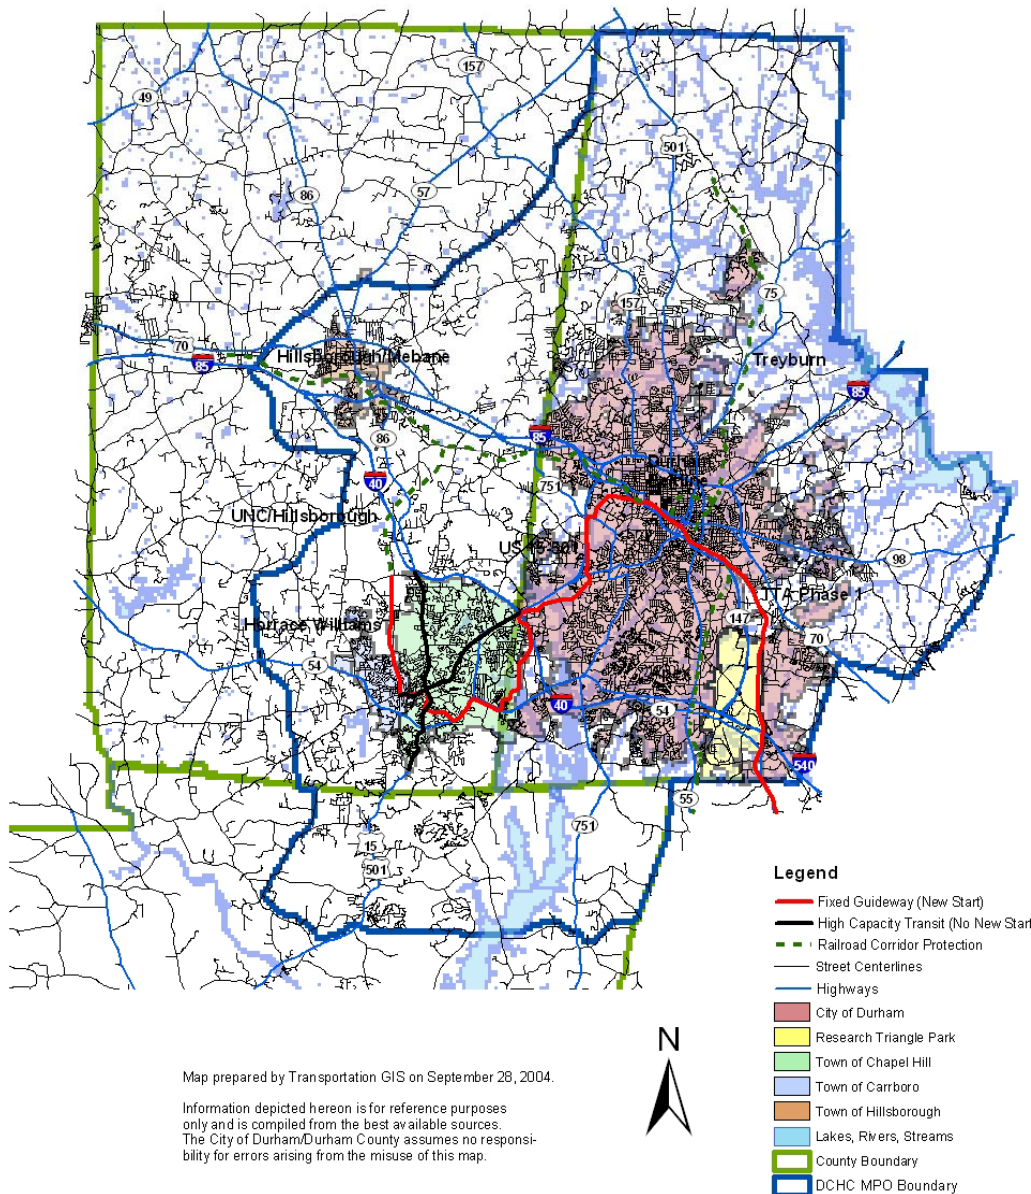 157
49
501
86
57
75
157
70
85
Hillsborough/Mebane
Treyburn
85
85
86
Durham
Beltline
40
751
UNC/Hillsborough
US 15-501
98
TTA-Phase 1
Horrace Williams
147
70
54
40
54
540
55
751
15
501
Legend
Fixed Guideway (New Start)
High Capacity Transit (No New Start
Railroad Corridor Protection
Street Centerlines
Highways
City of Durham
Research Triangle Park
Town of Chapel Hill
Town of Carrboro
Town of Hillsborough
Lakes, Rivers, Streams
County Boundary
DCHC MPO Boundary
N
Map prepared by Transportation GIS on September 28, 2004.
Information depicted hereon is for reference purposes
only and is compiled from the best available sources.
The City of Durham/Durham County assumes no responsi-
bility for errors arising from the misuse of this map.